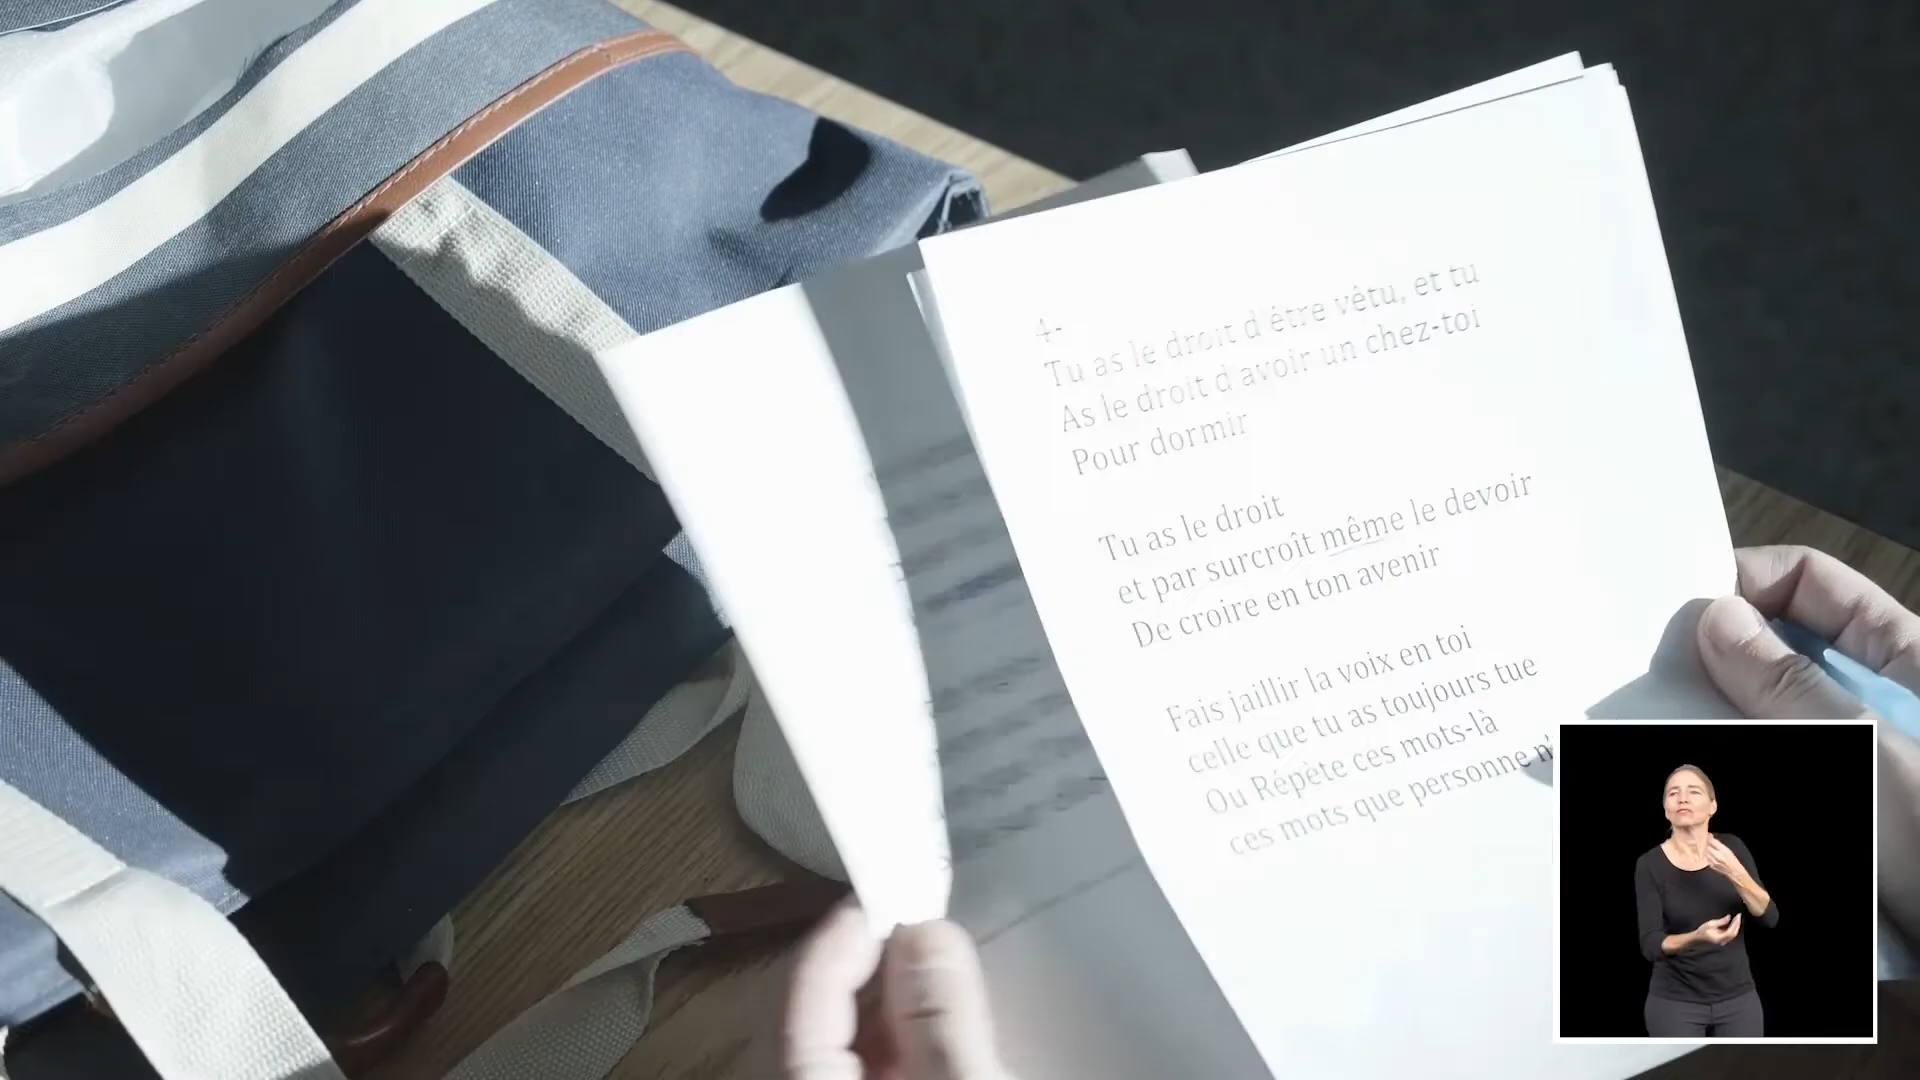 4-
Tu as le droit d'être vêtu, et tu
As le droit d'avoir un chez-toi
Pour dormir
Tu as le droit
et par surcroît même le devoir
De croire en ton avenir
Fais jaillir la voix en toi
celle que tu as toujours tue
Ou Répète ces mots-là
ces mots que personne n'